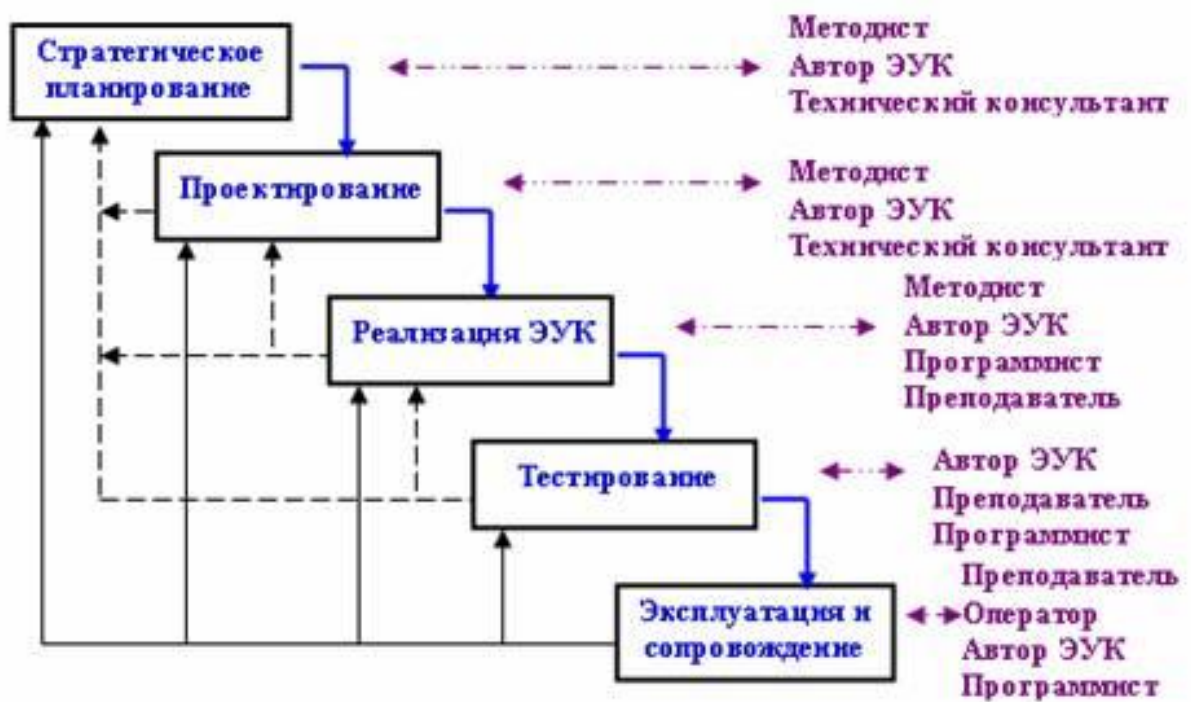 Стратегическое
планирование
Методист
Автор ЭУК
Технический консультант
Проектирование
Методист
Автор ЭУК
Технический консультант
Реализация ЭУК
Методист
Автор ЭУК
Программист
Преподаватель
Тестирование
Автор ЭУК
Преподаватель
Программист
Эксплуатация и
сопровождение
Преподаватель
Оператор
Автор ЭУК
Программист